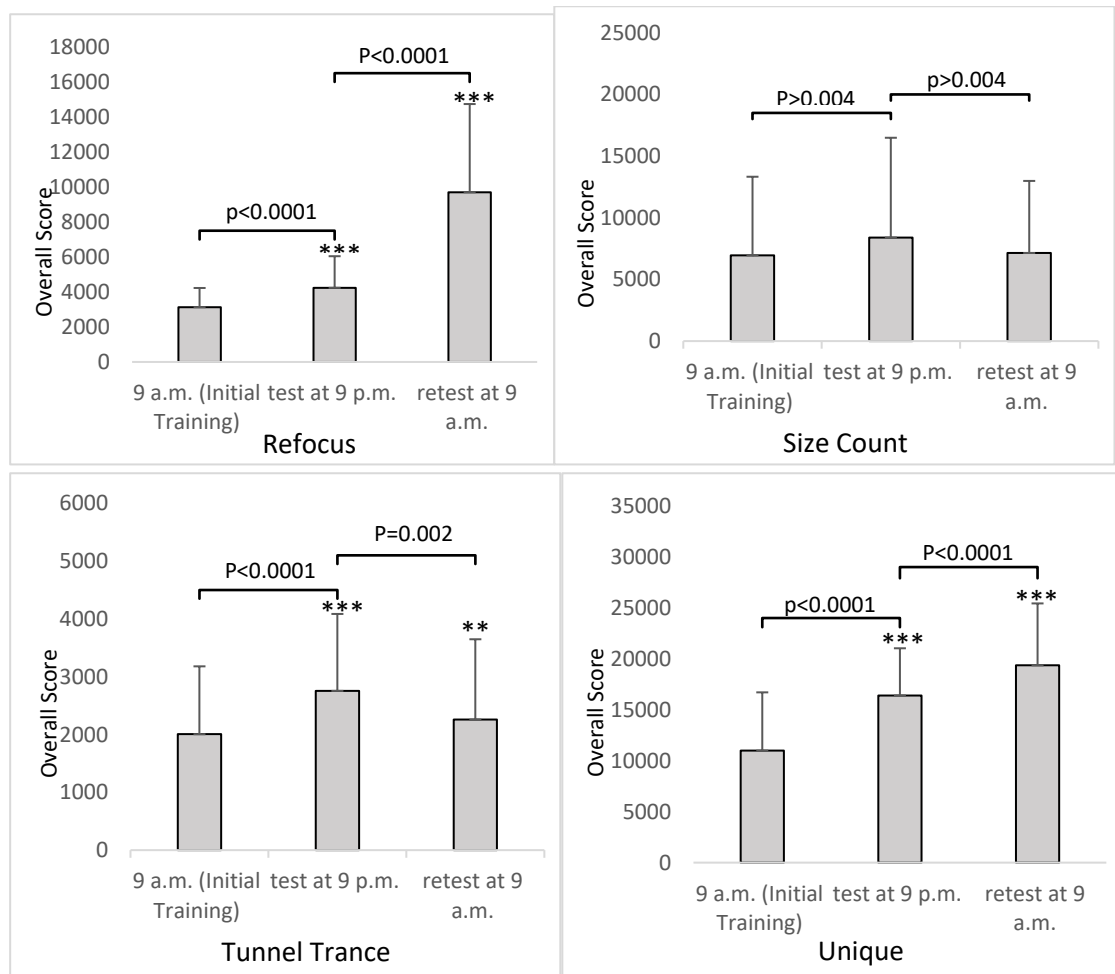 18000
16000
14000
12000
10000
8000
6000
4000
2000
0
Overall Score
P<0.0001
***
p<0.0001
***
9 a.m. (Initial Training)
test at 9 p.m.
retest at 9 a.m.
Refocus
25000
20000
15000
10000
5000
0
Overall Score
P>0.004
p>0.004
9 a.m. (Initial Training)
test at 9 p.m.
retest at 9 a.m.
Size Count
6000
5000
4000
3000
2000
1000
0
Overall Score
P=0.002
P<0.0001
***
**
9 a.m. (Initial Training)
test at 9 p.m.
retest at 9 a.m.
Tunnel Trance
35000
30000
25000
20000
15000
10000
5000
0
Overall Score
P<0.0001
***
p<0.0001
***
9 a.m. (Initial Training)
test at 9 p.m.
retest at 9 a.m.
Unique